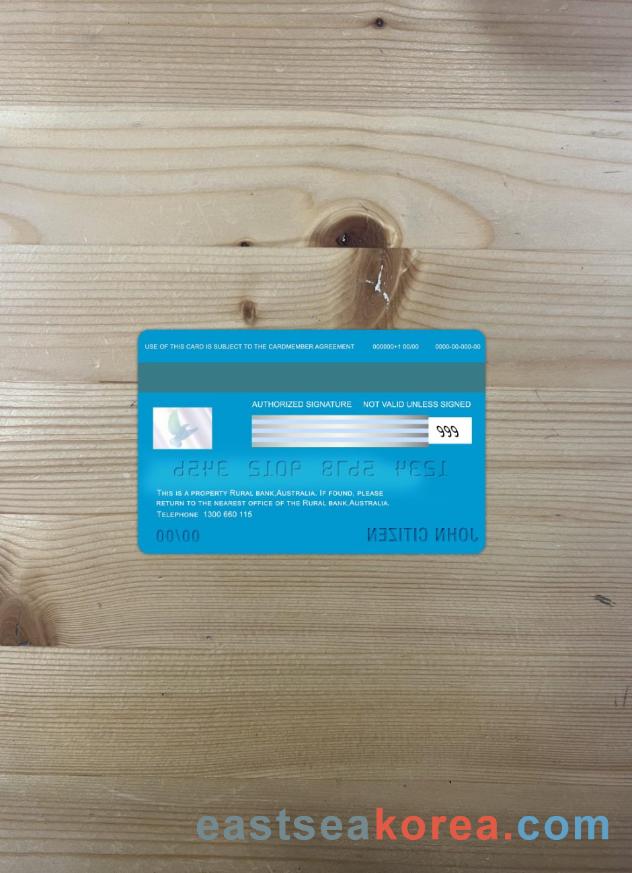 USE OF THIS CARD IS SUBJECT TO THE CARDMEMBER AGREEMENT 000000+1 00/00 0000-00-000-00
AUTHORIZED SIGNATURE NOT VALID UNLESS SIGNED
999
1234 5678 9012 3456
THIS IS A PROPERTY RURAL BANK,AUSTRALIA. IF FOUND, PLEASE
RETURN TO THE NEAREST OFFICE OF THE RURAL BANK,AUSTRALIA.
TELEPHONE 1300 660 115
00/00 JOHN CITIZEN
eastseakorea.com